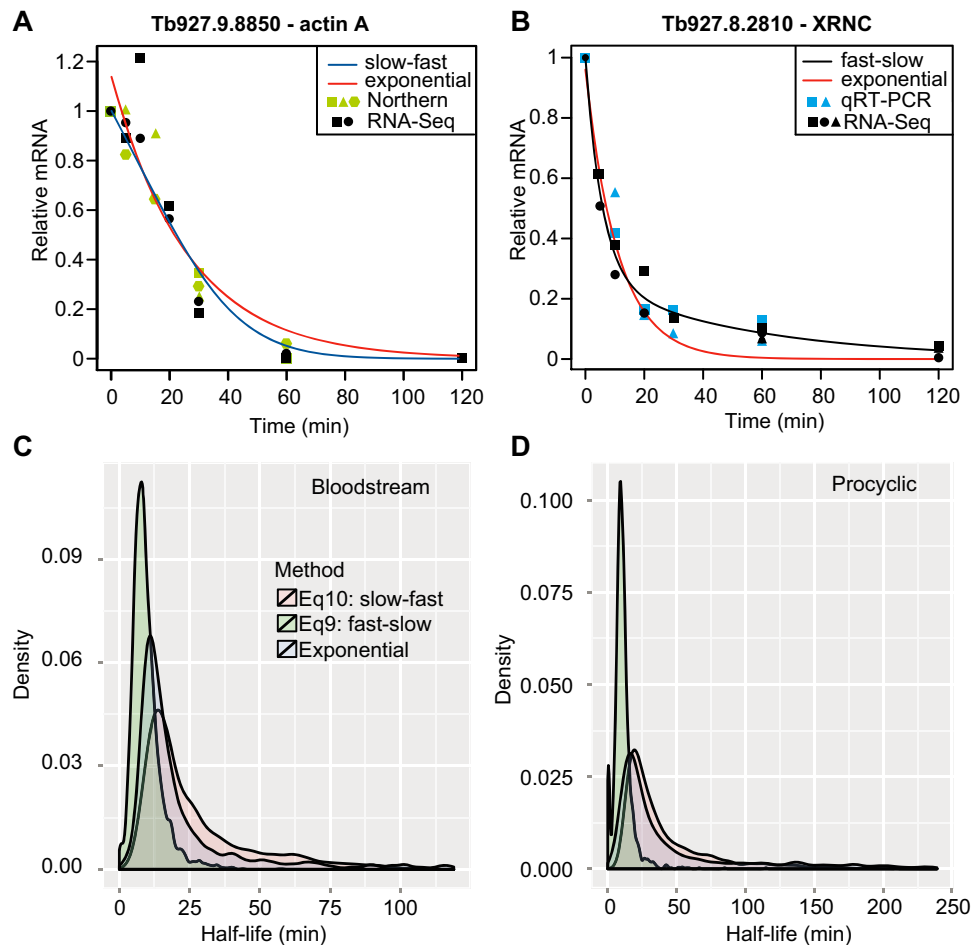 A
Tb927.9.8850 - actin A
slow-fast
exponential
Northern
RNA-Seq
Relative mRNA
1.2
1.0
0.8
0.6
0.4
0.2
0
0 20 40 60 80 100 120
Time (min)
B
Tb927.8.2810 - XRNC
fast-slow
exponential
qRT-PCR
RNA-Seq
Relative mRNA
1
0.8
0.6
0.4
0.2
0
0 20 40 60 80 100 120
Time (min)
C
Bloodstream
Method
Eq10: slow-fast
Eq9: fast-slow
Exponential
Density
0.09
0.06
0.03
0.00
0 25 50 75 100
Half-life (min)
D
Procyclic
Density
0.100
0.075
0.050
0.025
0.000
0 50 100 150 200 250
Half-life (min)